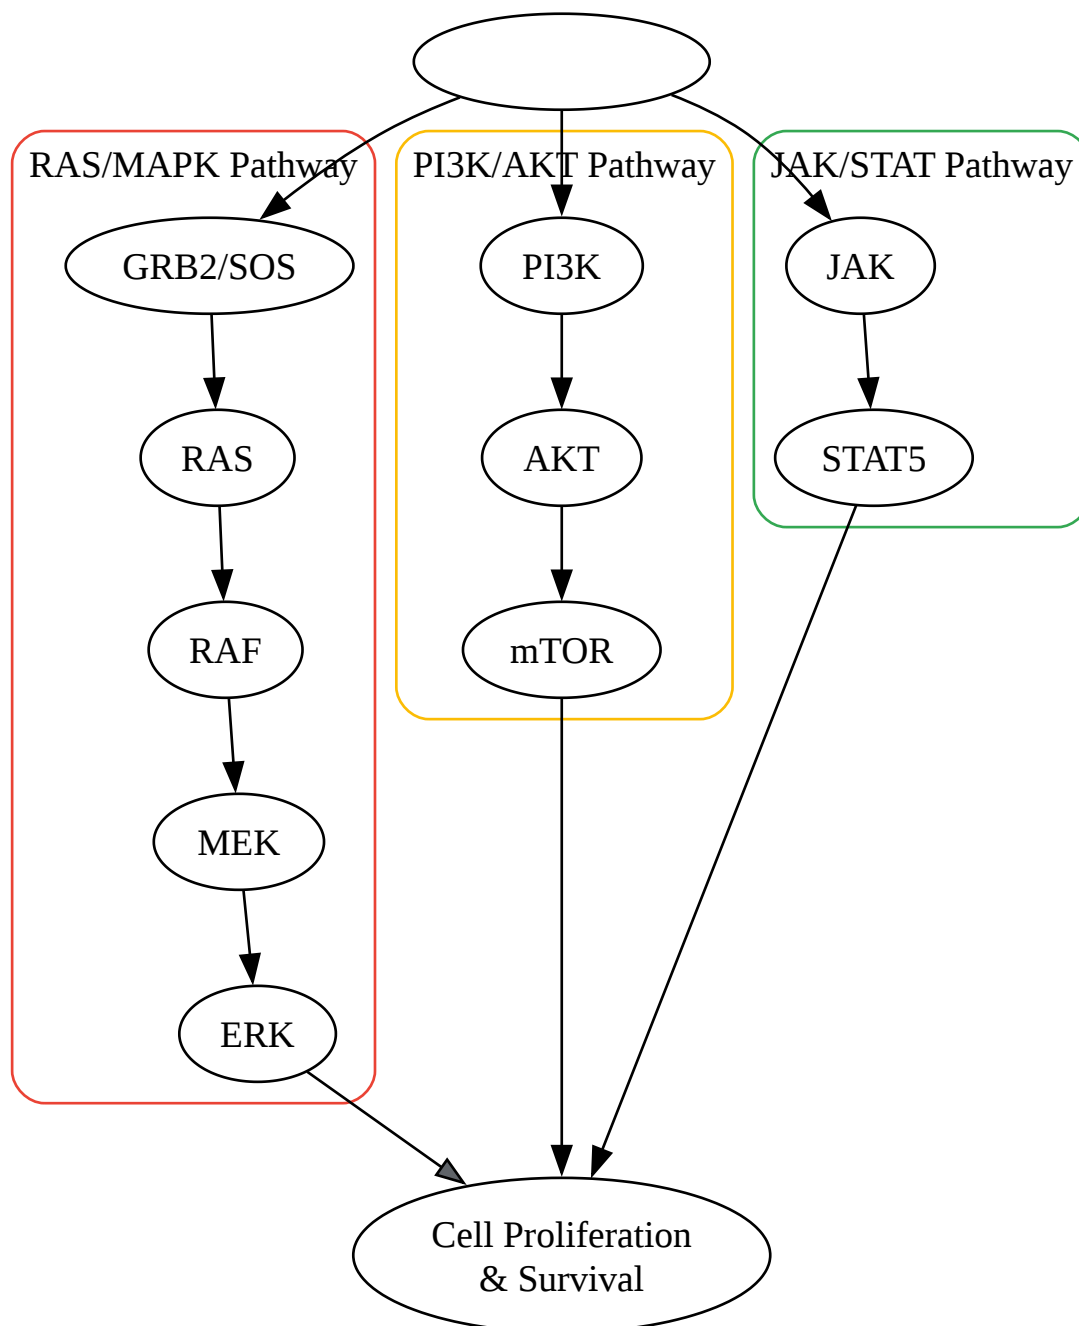 RAS/MAPK Pathway
PI3K/AKT Pathway
JAK/STAT Pathway
GRB2/SOS
PI3K
JAK
RAS
AKT
STAT5
RAF
mTOR
MEK
ERK
Cell Proliferation
& Survival